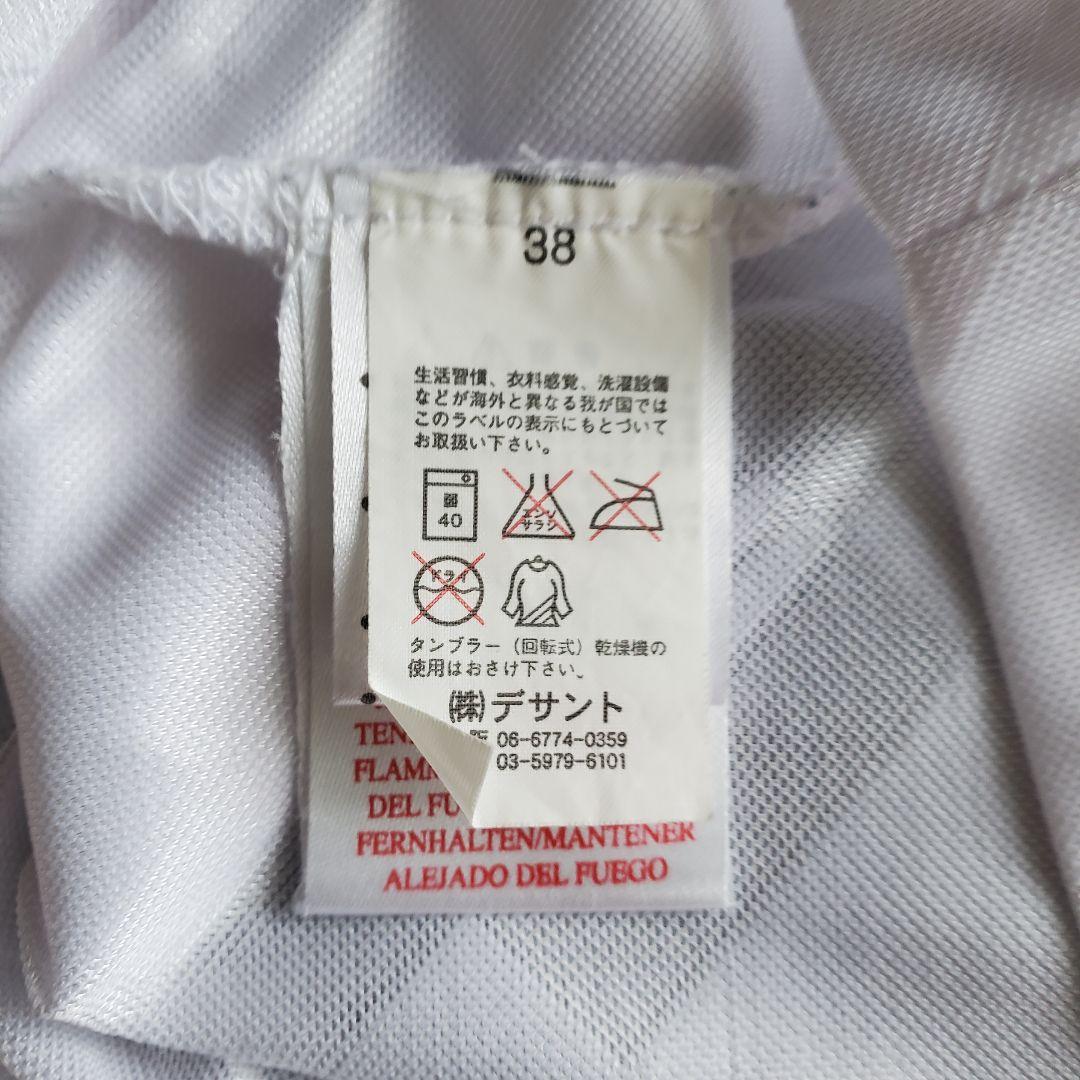 38
生活習慣、衣料感覚、洗濯設備
などが海外と異なる我が国では
このラベルの表示にもとづいて
お取扱い下さい。
弱
40
エンソ
サラシ
ドライ
タンブラー（回転式）乾燥機の
使用はおさけ下さい。
㈱デサント
06-6774-0359
03-5979-6101
FERNHALTEN/MANTENER
ALEJADO DEL FUEGO